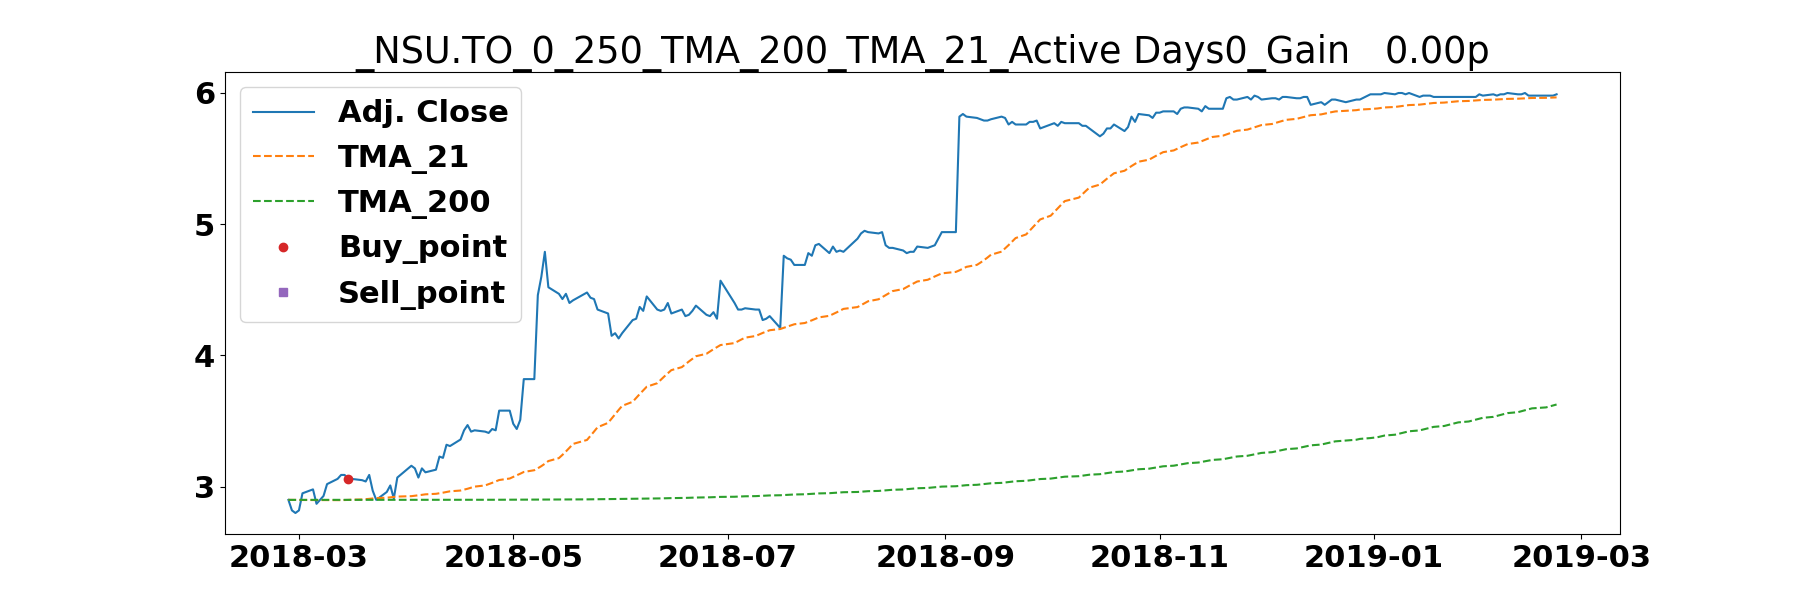 _NSU.TO_0_250_TMA_200_TMA_21_Active Days0_Gain   0.00p
6
5
4
3
Adj. Close
TMA_21
TMA_200
Buy_point
Sell_point
2018-03 2018-05 2018-07 2018-09 2018-11 2019-01 2019-03